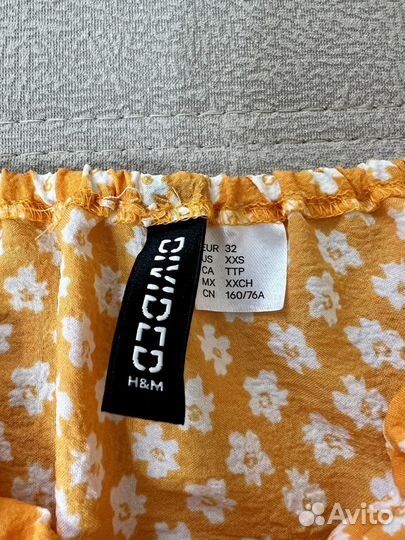 DIVIDED
H&M
EUR 32
US XXS
CA TTP
MX XXCH
CN 160/76A
Avito